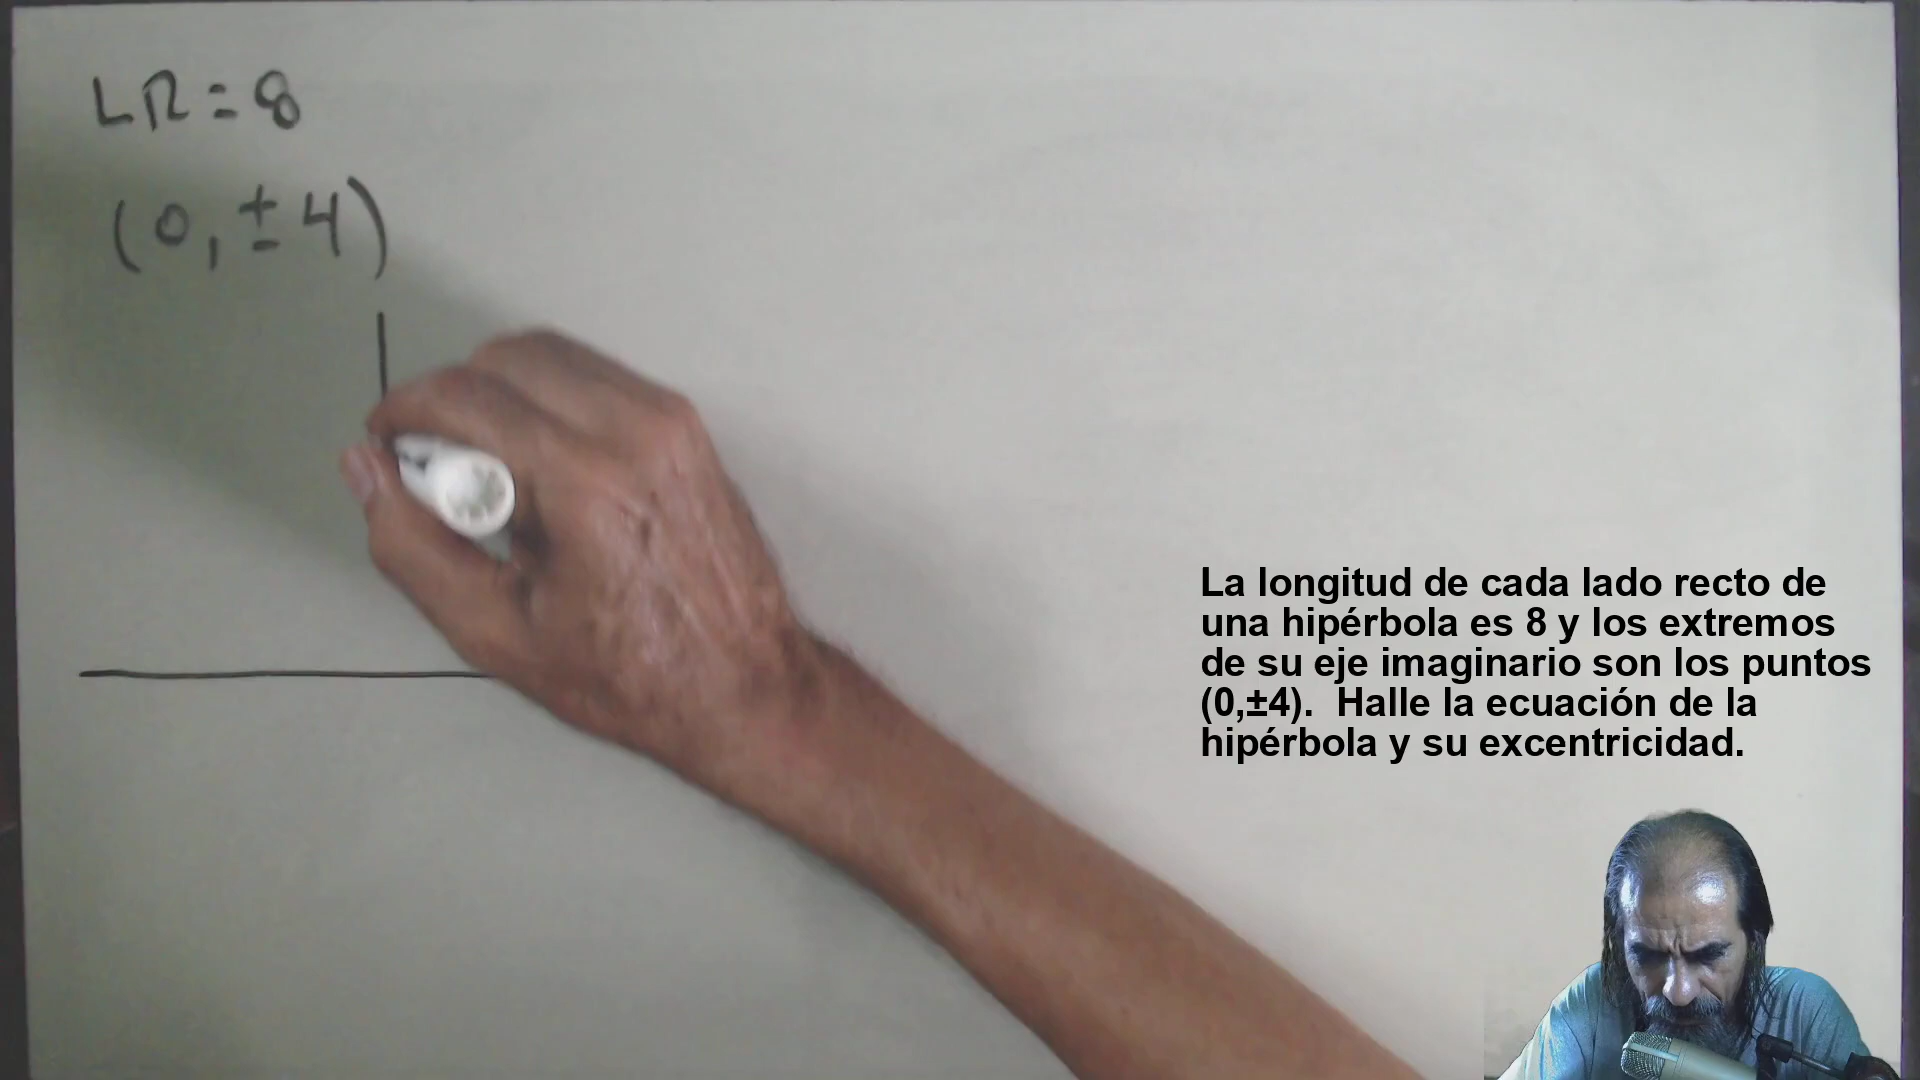 LR = 8
(0, ± 4)
La longitud de cada lado recto de
una hipérbola es 8 y los extremos
de su eje imaginario son los puntos
(0,±4). Halle la ecuación de la
hipérbola y su excentricidad.